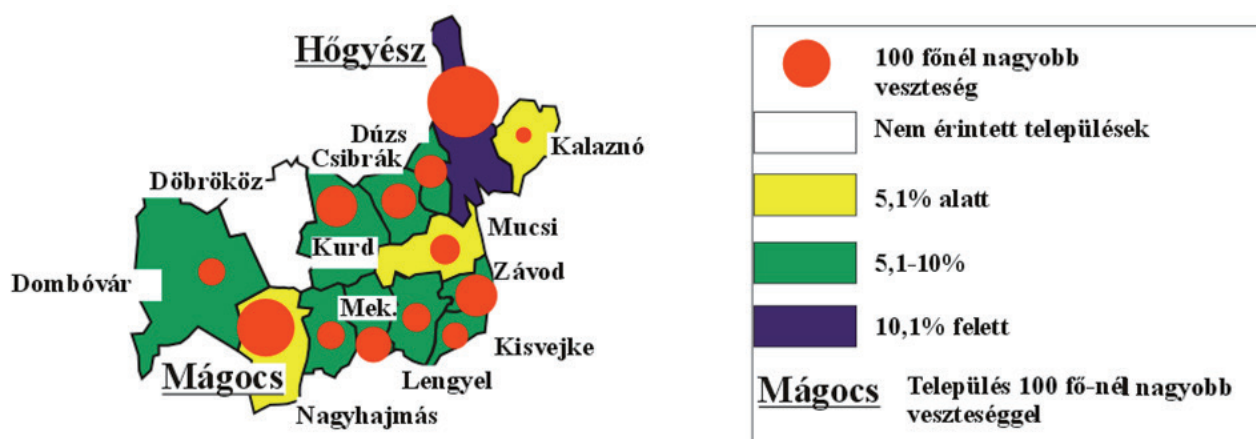 Hőgyész
Dúzs
Csibrák
Kalaznó
Döbrököz
Mucsi
Kurd
Závod
Dombóvár
Mek.
Kisvejke
Mágocs
Lengyel
Nagyhajmás
100 főnél nagyobb
veszteség
Nem érintett települések
5,1% alatt
5,1-10%
10,1% felett
Mágocs
Település 100 fő-nél nagyobb
veszteséggel